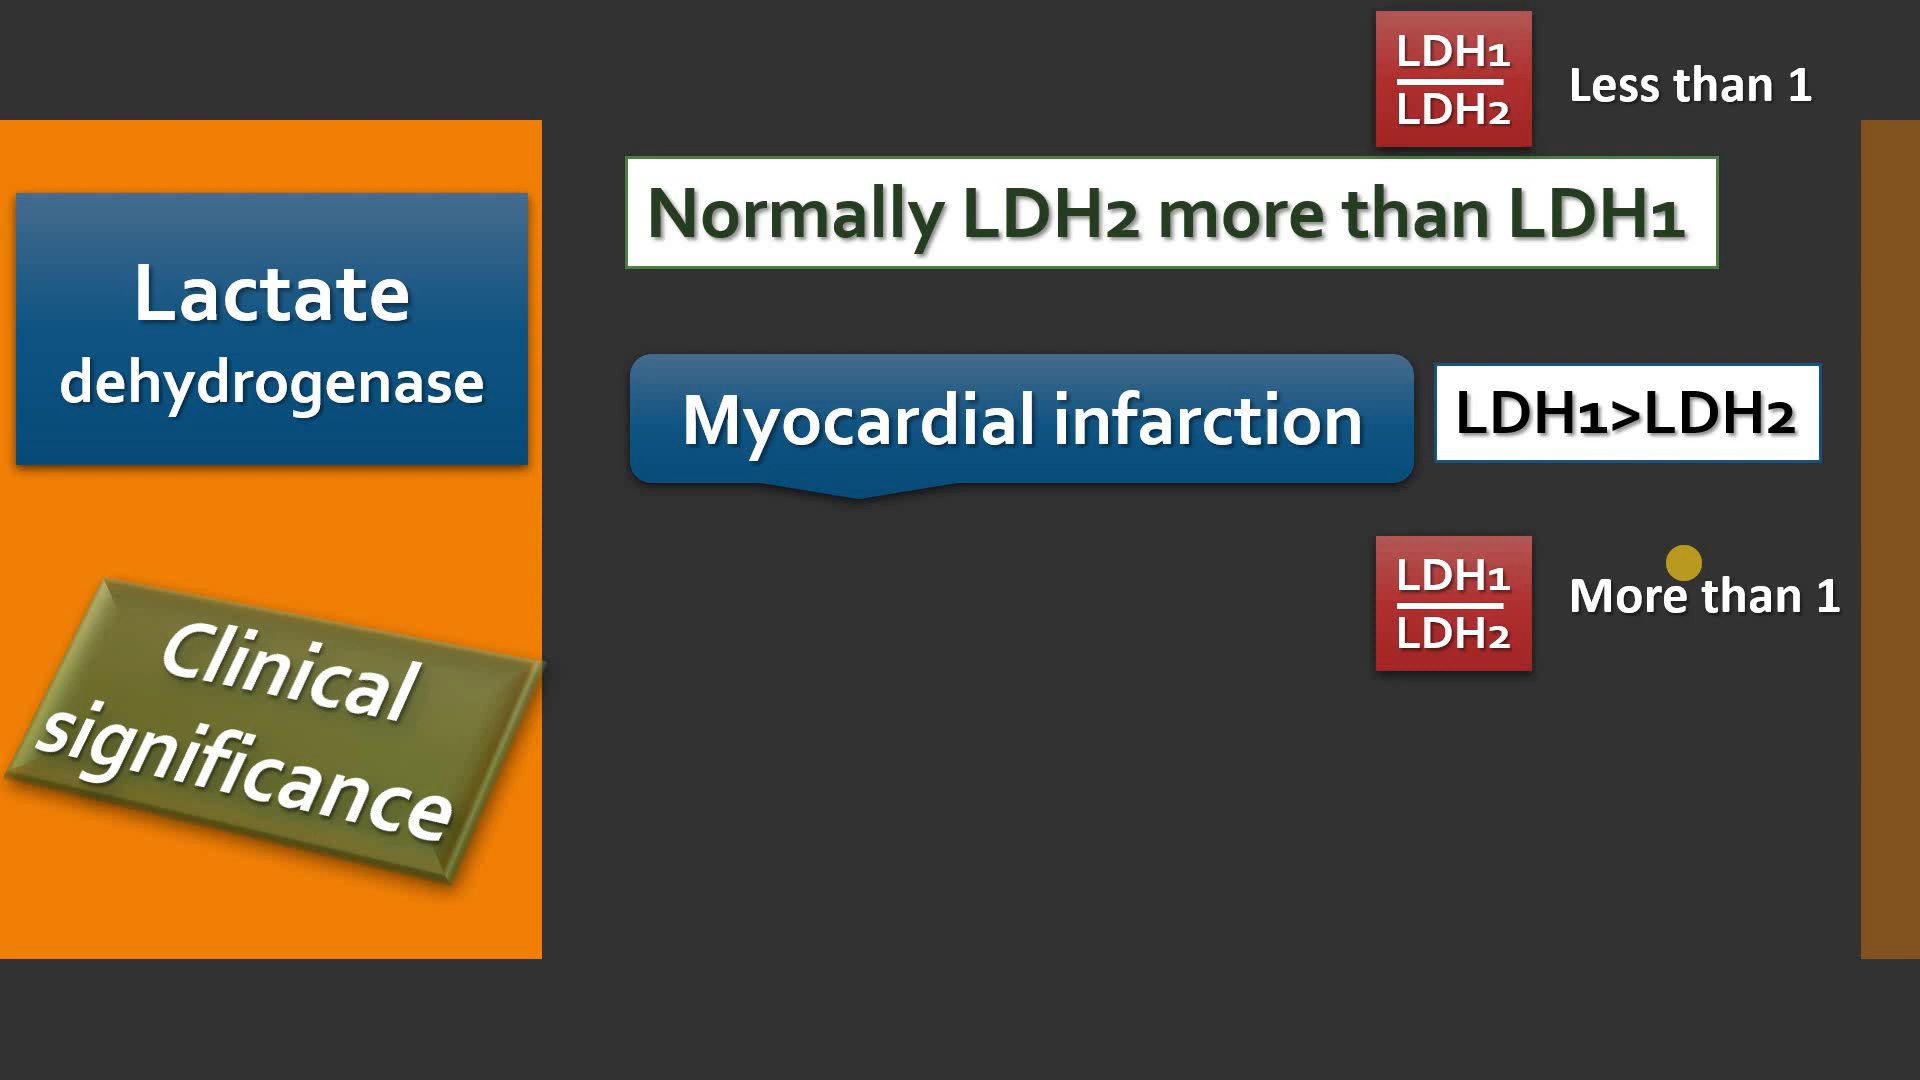 LDH1
LDH2
Less than 1
Normally LDH2 more than LDH1
Lactate
dehydrogenase
Myocardial infarction
LDH1>LDH2
LDH1
LDH2
More than 1
Clinical
significance